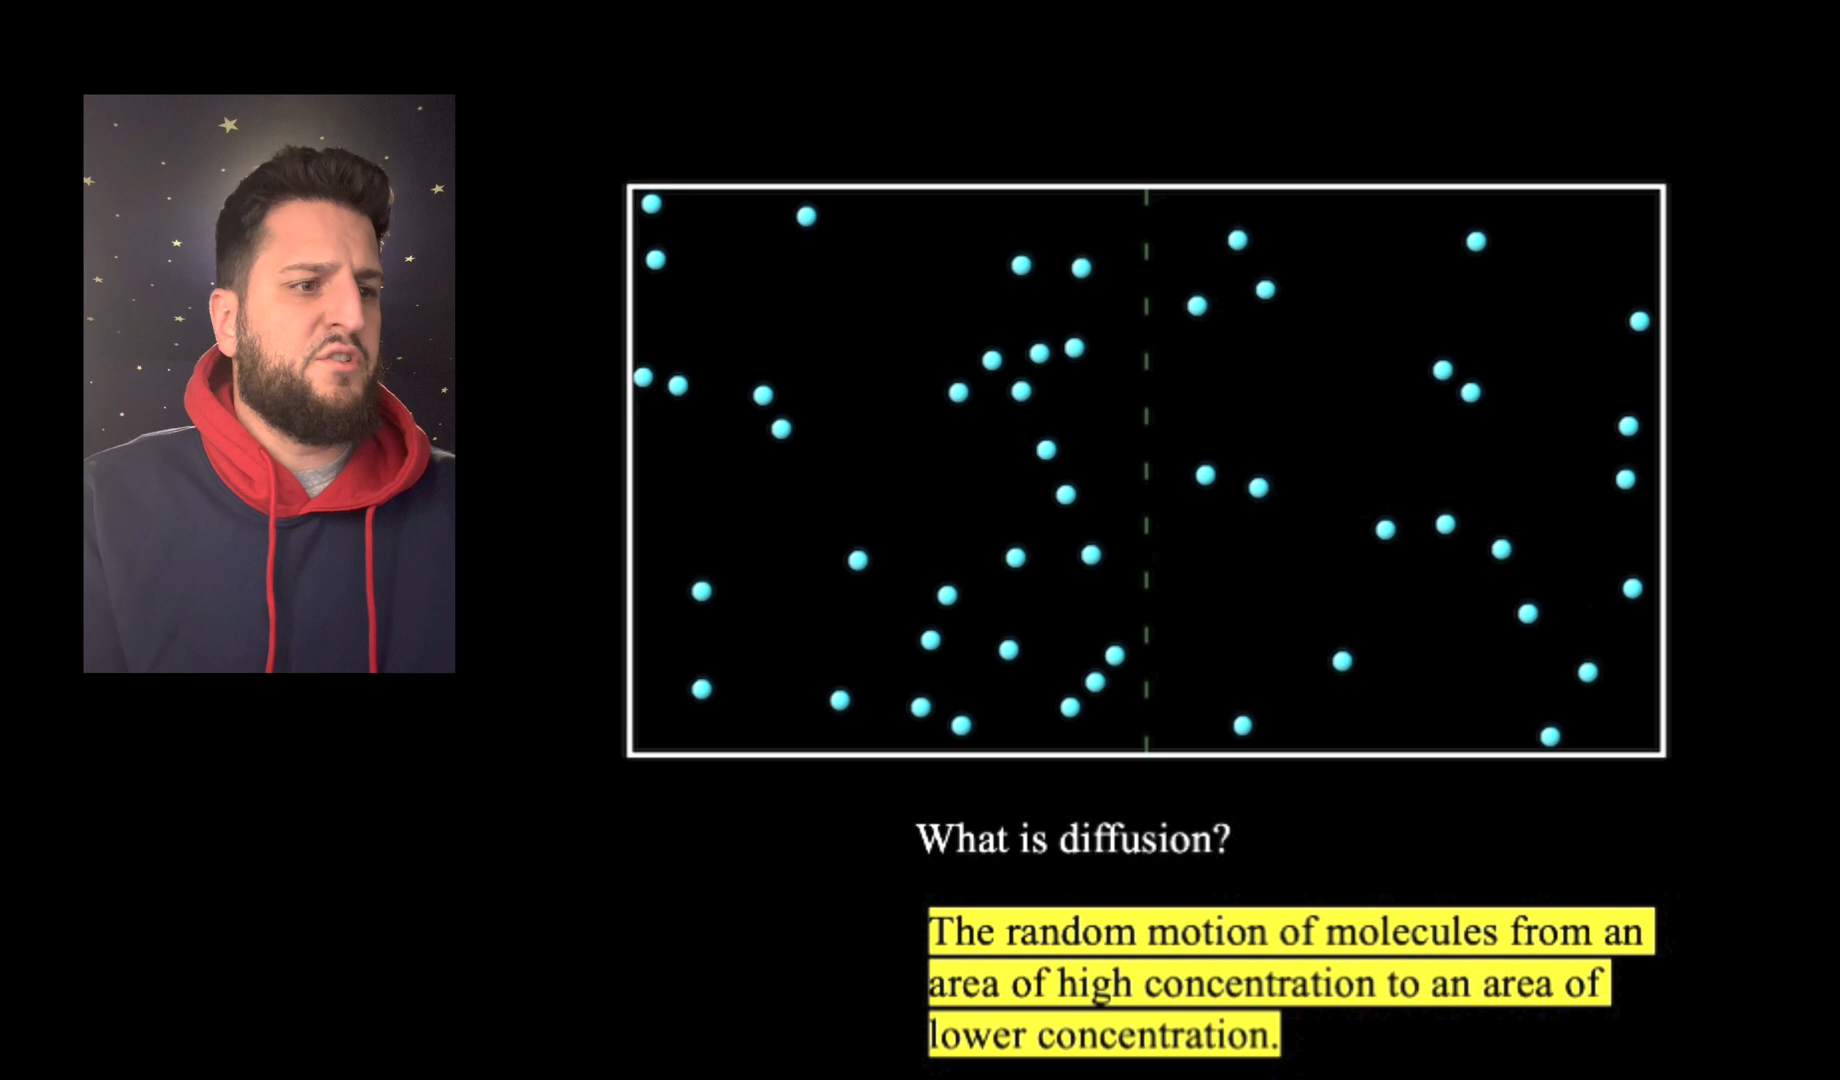 What is diffusion?
The random motion of molecules from an
area of high concentration to an area of
lower concentration.